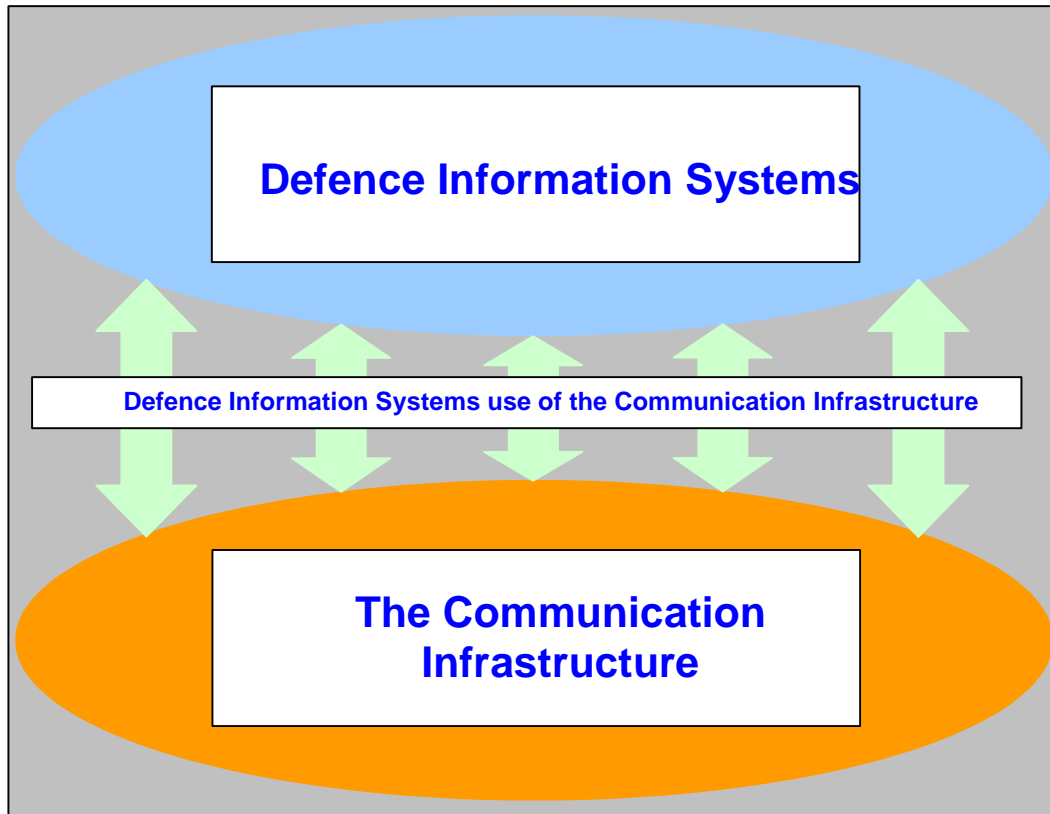 Defence Information Systems
Defence Information Systems use of the Communication Infrastructure
The Communication
Infrastructure